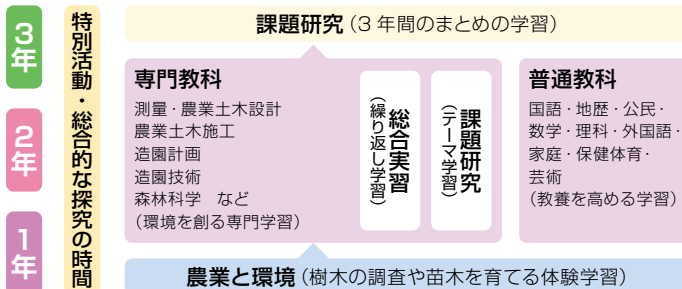 3年
2年
1年
特別活動・総合的な探究の時間
課題研究(3年間のまとめの学習)
専門教科
測量・農業土木設計
農業土木施工
造園計画
造園技術
森林科学　など
(環境を創る専門学習)
総合実習
(繰り返し学習)
課題研究
(テーマ学習)
普通教科
国語・地歴・公民・
数学・理科・外国語・
家庭・保健体育・
芸術
(教養を高める学習)
農業と環境(樹木の調査や苗木を育てる体験学習)